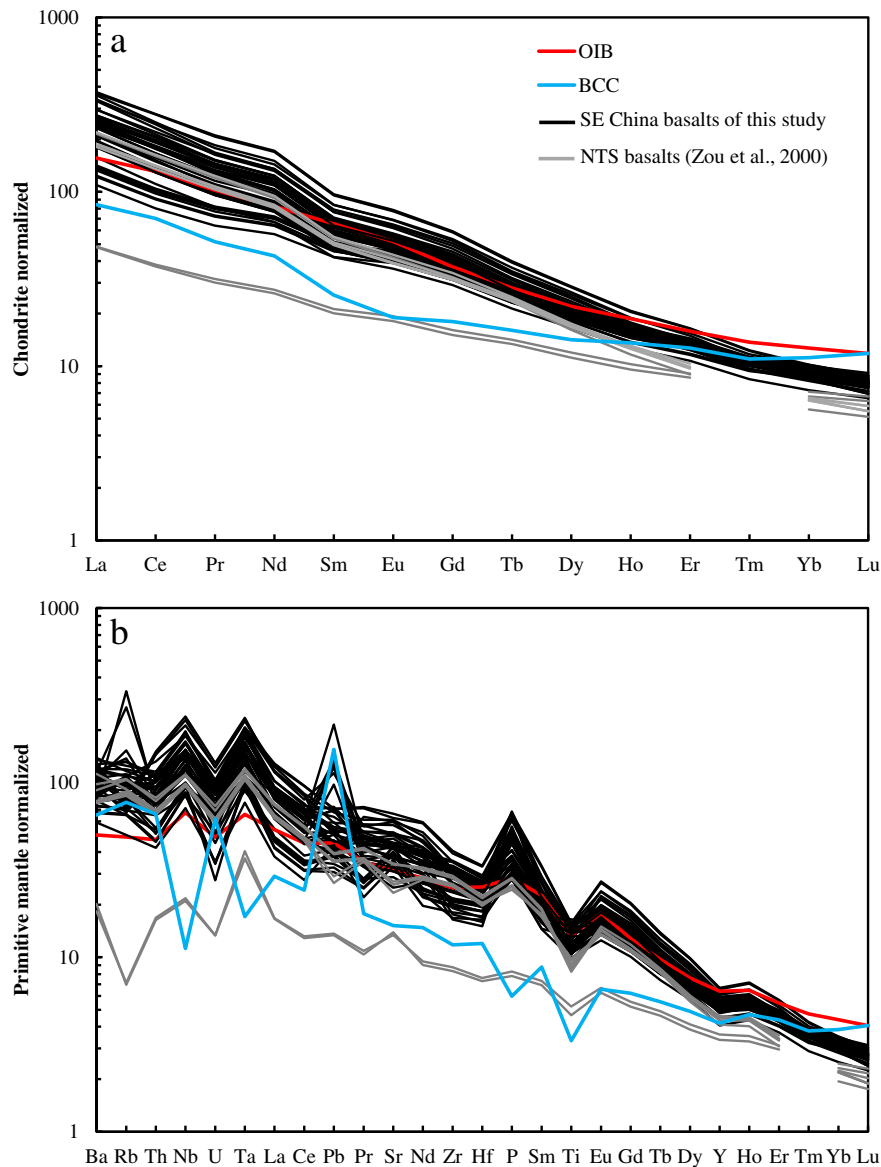 a
1000
100
10
1
Chondrite normalized
OIB
BCC
SE China basalts of this study
NTS basalts (Zou et al., 2000)
La Ce Pr Nd Sm Eu Gd Tb Dy Ho Er Tm Yb Lu
b
1000
100
10
1
Primitive mantle normalized
Ba Rb Th Nb U Ta La Ce Pb Pr Sr Nd Zr Hf P Sm Ti Eu Gd Tb Dy Y Ho Er Tm Yb Lu